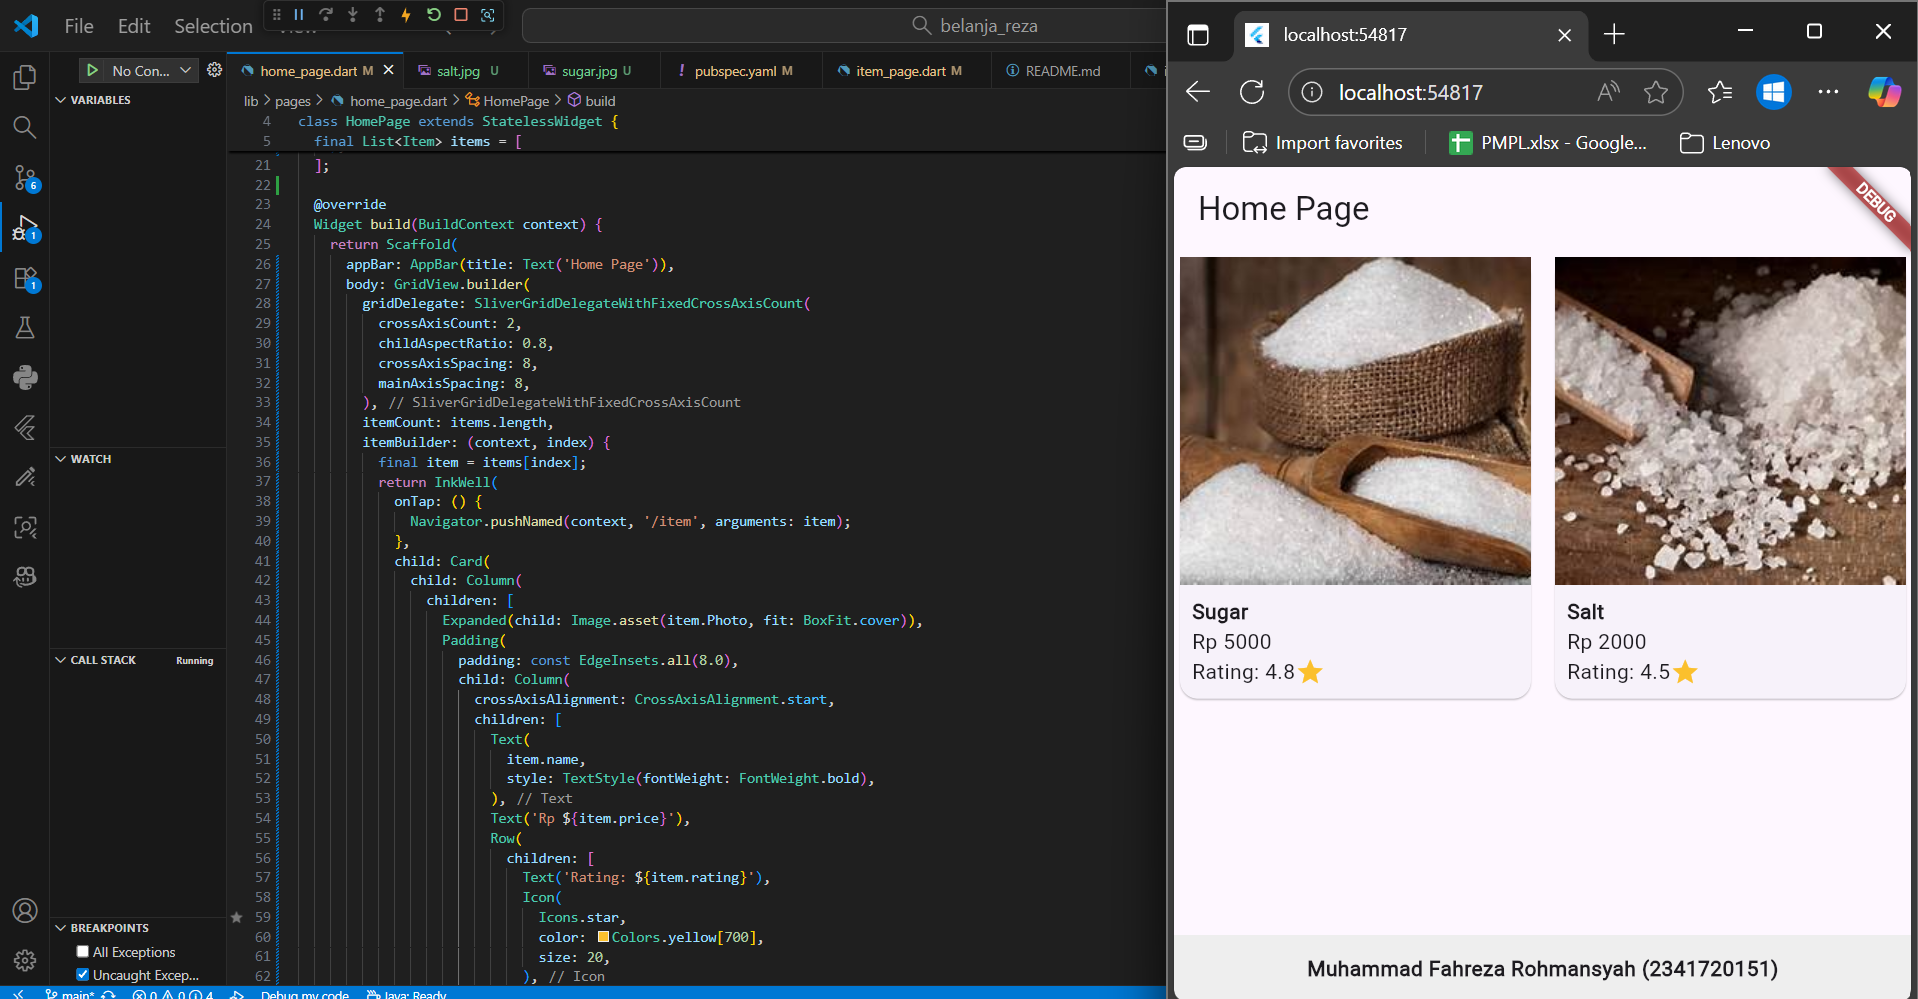 File Edit Selection View
belanja_reza
No Con...
home_page.dart M
salt.jpg U
sugar.jpg U
! pubspec.yaml M
item_page.dart M
README.md
VARIABLES
WATCH
CALL STACK Running
BREAKPOINTS
All Exceptions
Uncaught Excep...
6
1
1
lib > pages > home_page.dart > HomePage > build
4 class HomePage extends StatelessWidget {
5 final List<Item> items = [
21 ];
22
23 @override
24 Widget build(BuildContext context) {
25 return Scaffold(
26 appBar: AppBar(title: Text('Home Page')),
27 body: GridView.builder(
28 gridDelegate: SliverGridDelegateWithFixedCrossAxisCount(
29 crossAxisCount: 2,
30 childAspectRatio: 0.8,
31 crossAxisSpacing: 8,
32 mainAxisSpacing: 8,
33 ), // SliverGridDelegateWithFixedCrossAxisCount
34 itemCount: items.length,
35 itemBuilder: (context, index) {
36 final item = items[index];
37 return InkWell(
38 onTap: () {
39 Navigator.pushNamed(context, '/item', arguments: item);
40 },
41 child: Card(
42 child: Column(
43 children: [
44 Expanded(child: Image.asset(item.Photo, fit: BoxFit.cover)),
45 Padding(
46 padding: const EdgeInsets.all(8.0),
47 child: Column(
48 crossAxisAlignment: CrossAxisAlignment.start,
49 children: [
50 Text(
51 item.name,
52 style: TextStyle(fontWeight: FontWeight.bold),
53 ), // Text
54 Text('Rp ${item.price}'),
55 Row(
56 children: [
57 Text('Rating: ${item.rating}'),
58 Icon(
59 Icons.star,
60 color: Colors.yellow[700],
61 size: 20,
62 ), // Icon
main* 0 0 4 Debug my code Java: Ready
localhost:54817
localhost:54817
Import favorites
PMPL.xlsx - Google...
Lenovo
Home Page
DEBUG
Sugar
Rp 5000
Rating: 4.8
Salt
Rp 2000
Rating: 4.5
Muhammad Fahreza Rohmansyah (2341720151)